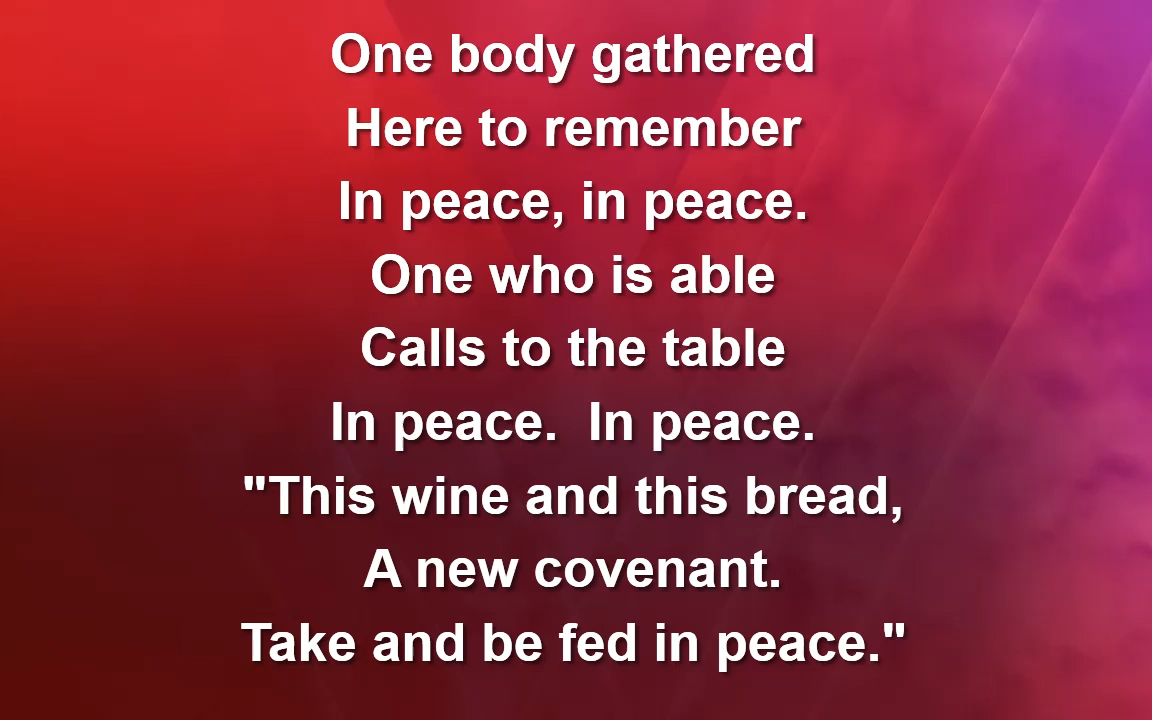 One body gathered
Here to remember
In peace, in peace.
One who is able
Calls to the table
In peace.  In peace.
"This wine and this bread,
A new covenant.
Take and be fed in peace."